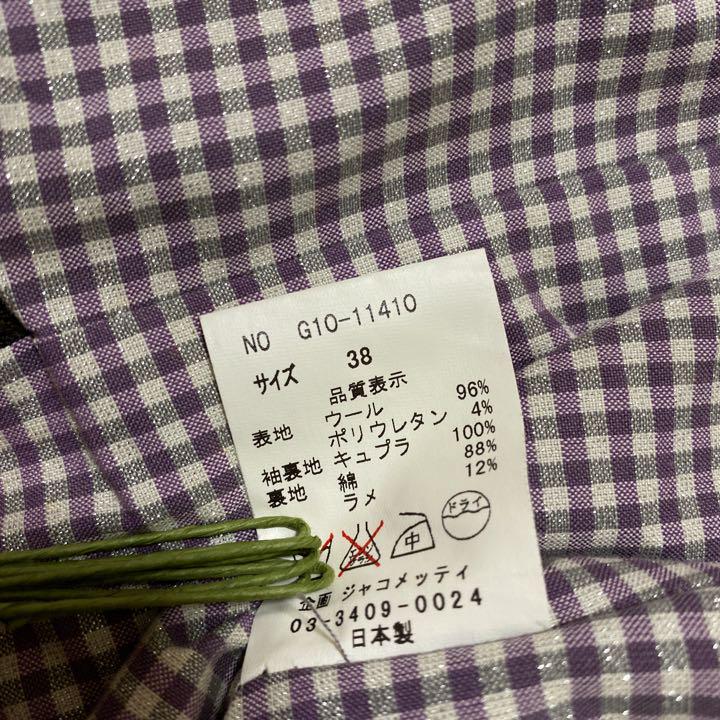 NO G10-11410
サイズ 38
品質表示
表地 ウール 96%
ポリウレタン 4%
袖裏地 キュプラ 100%
裏地 綿 88%
ラメ 12%
中 ドライ
企画 ジャコメッティ
03-3409-0024
日本製